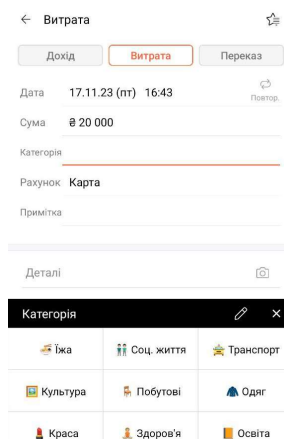 ← Витрата
Дохід Витрата Переказ
Дата 17.11.23 (пт) 16:43
Повтор.
Сума ₴ 20 000
Категорія
Рахунок Карта
Примітка
Деталі
Категорія
Їжа Соц. життя Транспорт
Культура Побутові Одяг
Краса Здоров'я Освіта